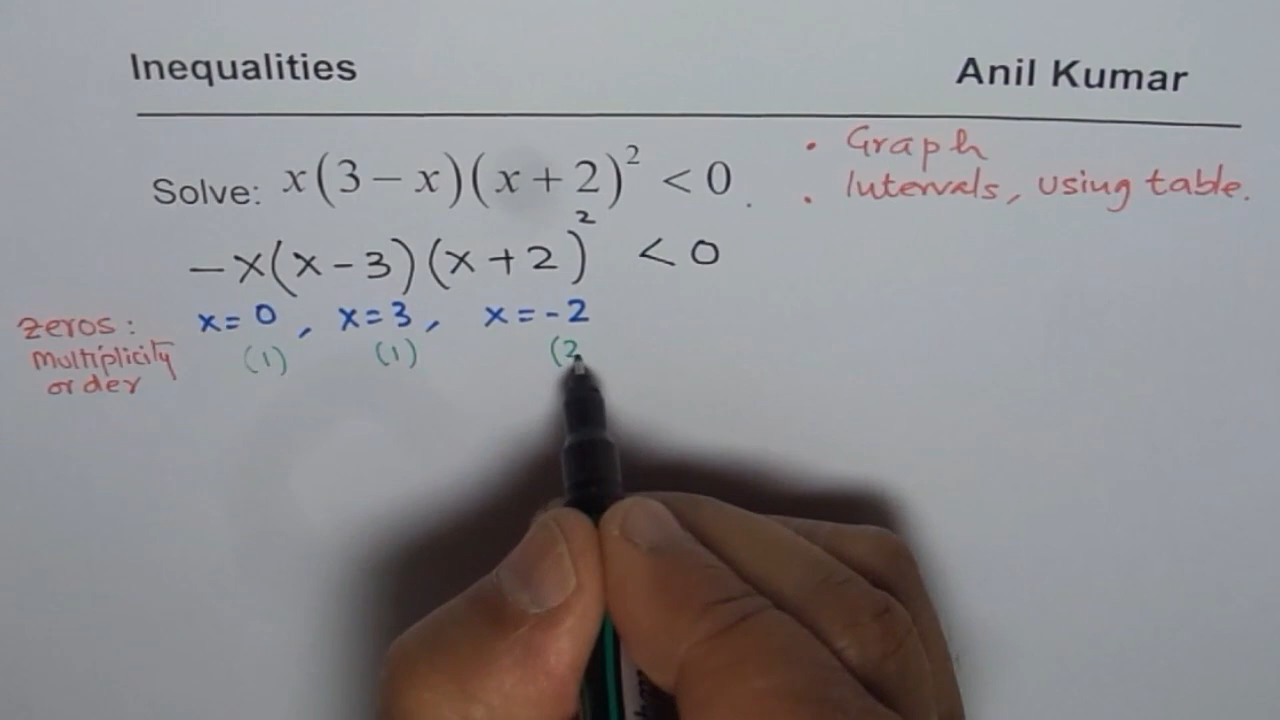 Inequalities Anil Kumar
Solve: x(3 − x)(x + 2)² < 0.
• Graph
• Intervals, using table.
−x(x−3)(x+2)² < 0
zeros: x=0, x=3, x=-2
multiplicity (1) (1) (2
order